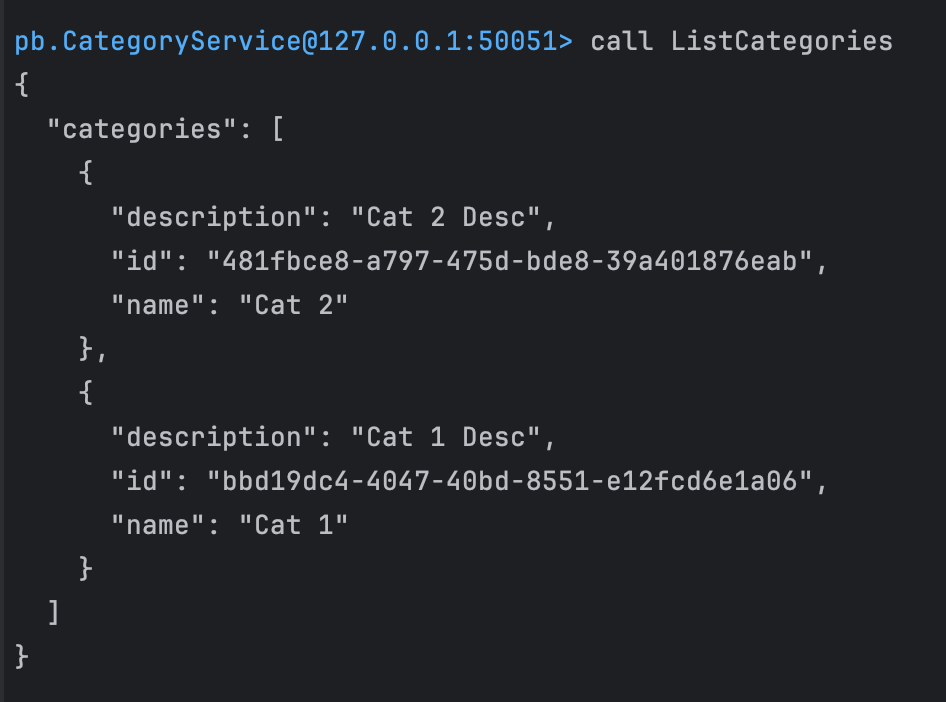 pb.CategoryService@127.0.0.1:50051> call ListCategories
{
  "categories": [
    {
      "description": "Cat 2 Desc",
      "id": "481fbce8-a797-475d-bde8-39a401876eab",
      "name": "Cat 2"
    },
    {
      "description": "Cat 1 Desc",
      "id": "bbd19dc4-4047-40bd-8551-e12fcd6e1a06",
      "name": "Cat 1"
    }
  ]
}